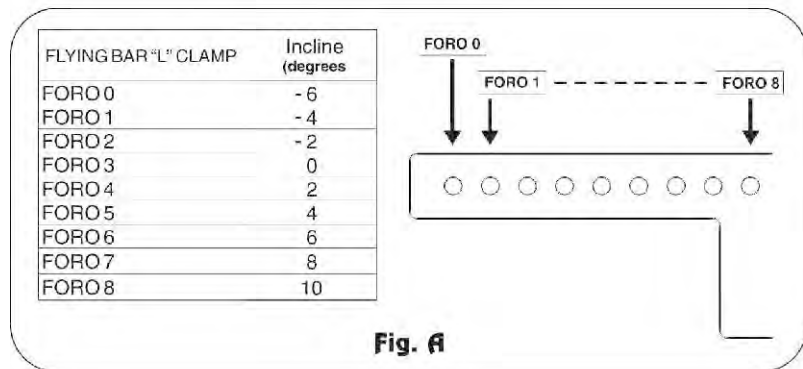 FLYING BAR "L" CLAMP Incline
(degrees
FORO 0 - 6
FORO 1 - 4
FORO 2 - 2
FORO 3 0
FORO 4 2
FORO 5 4
FORO 6 6
FORO 7 8
FORO 8 10
FORO 0
FORO 1 FORO 8
Fig. A